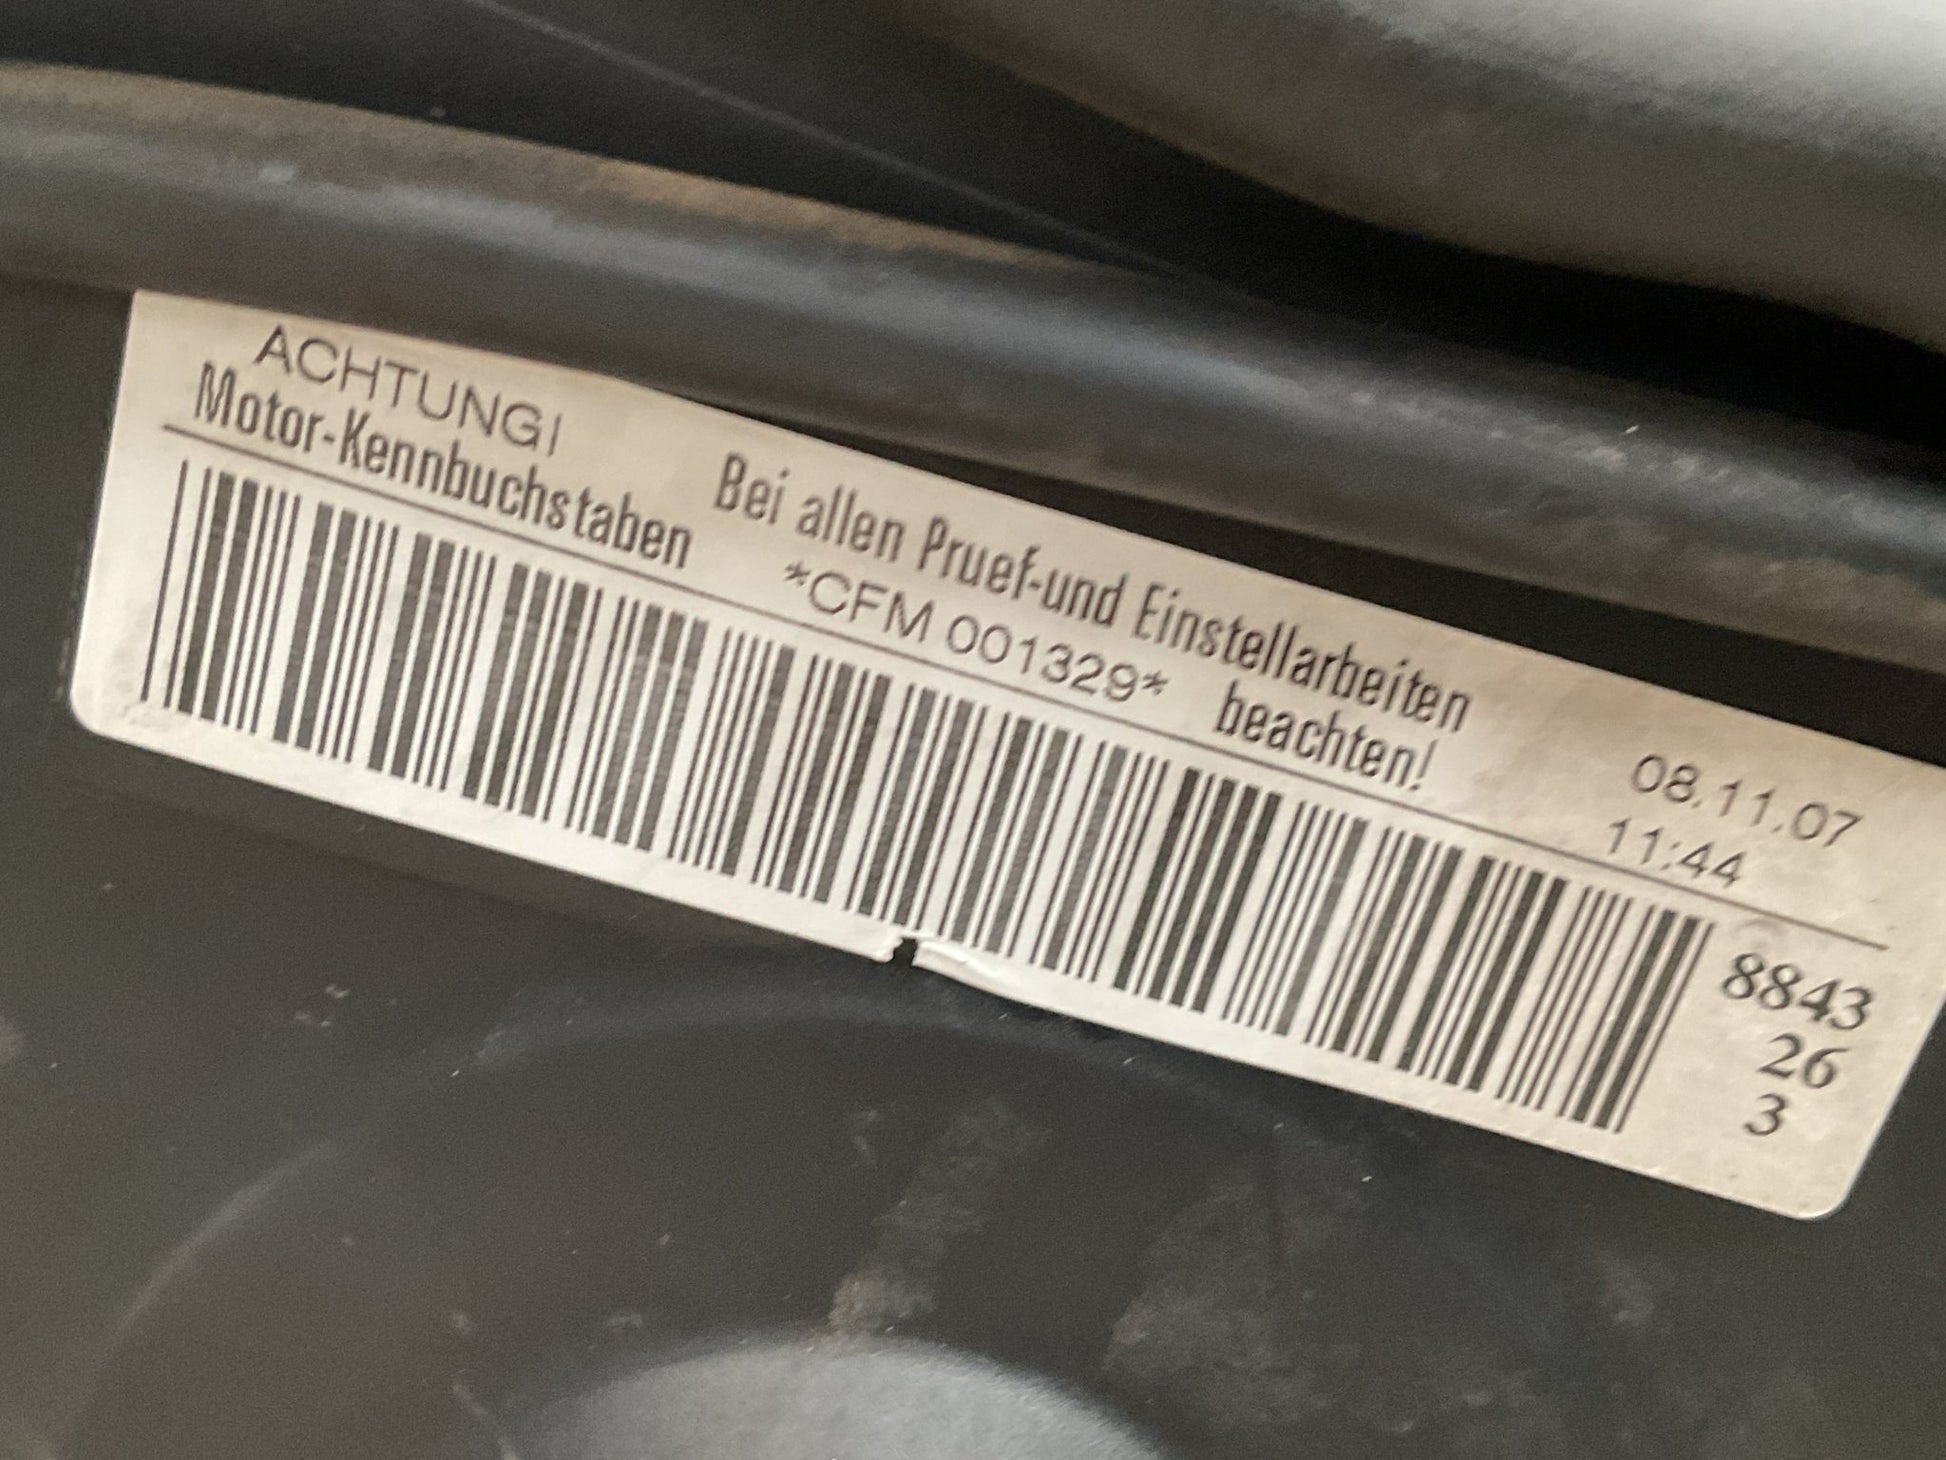 ACHTUNG! Bei allen Pruef-und Einstellarbeiten 08.11.07
Motor-Kennbuchstaben *CFM 001329* beachten! 11:44
8843
26
3